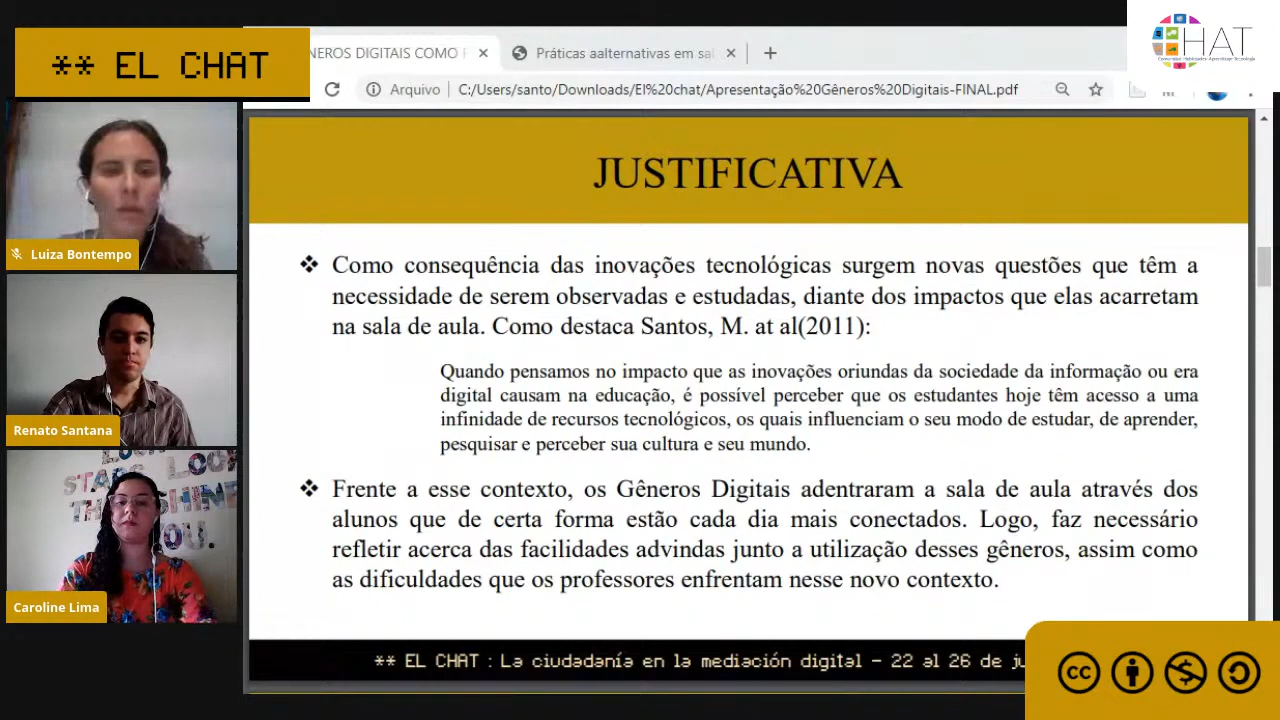 ** EL CHAT
NEROS DIGITAIS COMO
Práticas aalternativas em sal
CHAT
Arquivo
C:/Users/santo/Downloads/El%20chat/Apresentação%20Gêneros%20Digitais-FINAL.pdf
JUSTIFICATIVA
❖ Como consequência das inovações tecnológicas surgem novas questões que têm a
necessidade de serem observadas e estudadas, diante dos impactos que elas acarretam
na sala de aula. Como destaca Santos, M. at al(2011):
Quando pensamos no impacto que as inovações oriundas da sociedade da informação ou era
digital causam na educação, é possível perceber que os estudantes hoje têm acesso a uma
infinidade de recursos tecnológicos, os quais influenciam o seu modo de estudar, de aprender,
pesquisar e perceber sua cultura e seu mundo.
❖ Frente a esse contexto, os Gêneros Digitais adentraram a sala de aula através dos
alunos que de certa forma estão cada dia mais conectados. Logo, faz necessário
refletir acerca das facilidades advindas junto a utilização desses gêneros, assim como
as dificuldades que os professores enfrentam nesse novo contexto.
** EL CHAT : La ciudadanía en la mediación digital – 22 al 26 de ju
Luiza Bontempo
Renato Santana
Caroline Lima
YOU.
cc